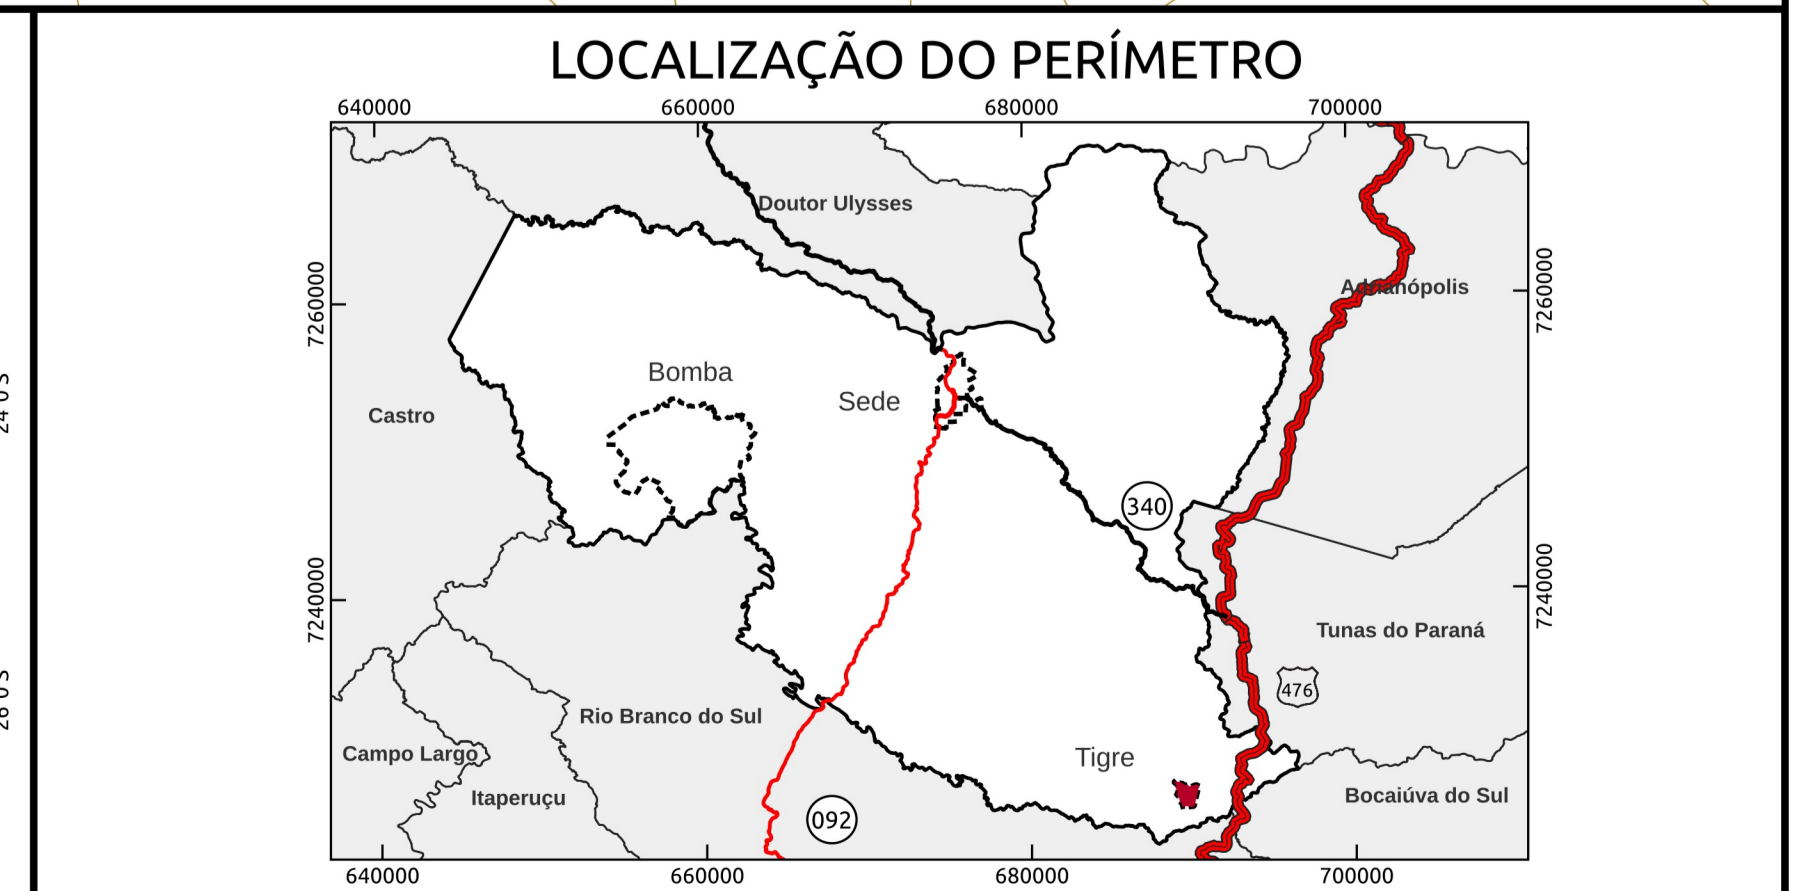 LOCALIZAÇÃO DO PERÍMETRO
640000 660000 680000 700000
Doutor Ulysses
7260000
7260000
Adrianópolis
Bomba
Sede
Castro
340
7240000
7240000
Tunas do Paraná
476
Rio Branco do Sul
Campo Largo
Tigre
Itaperuçu
Bocaiúva do Sul
092
640000 660000 680000 700000